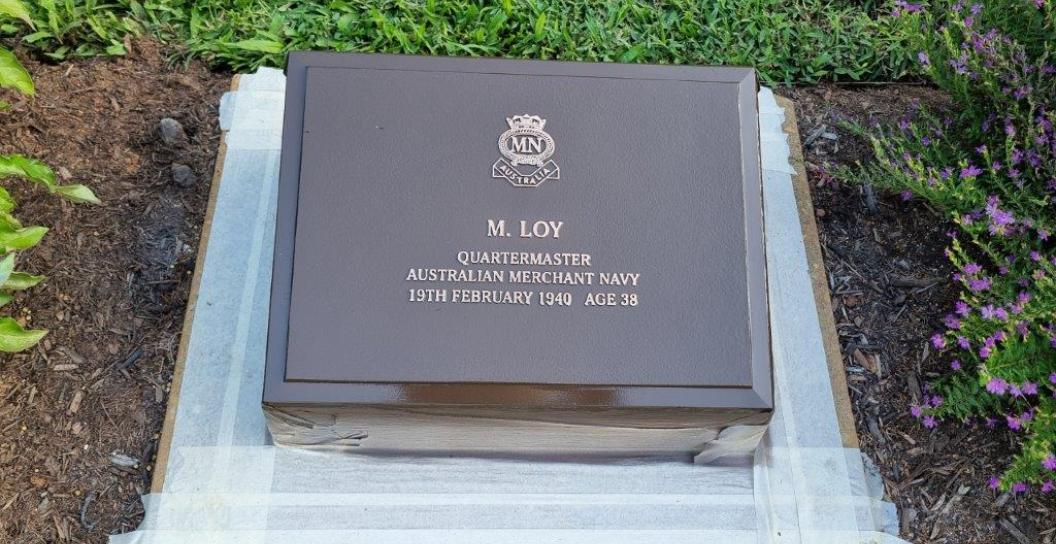 MN
AUSTRALIA
M. LOY
QUARTERMASTER
AUSTRALIAN MERCHANT NAVY
19TH FEBRUARY 1940 AGE 38